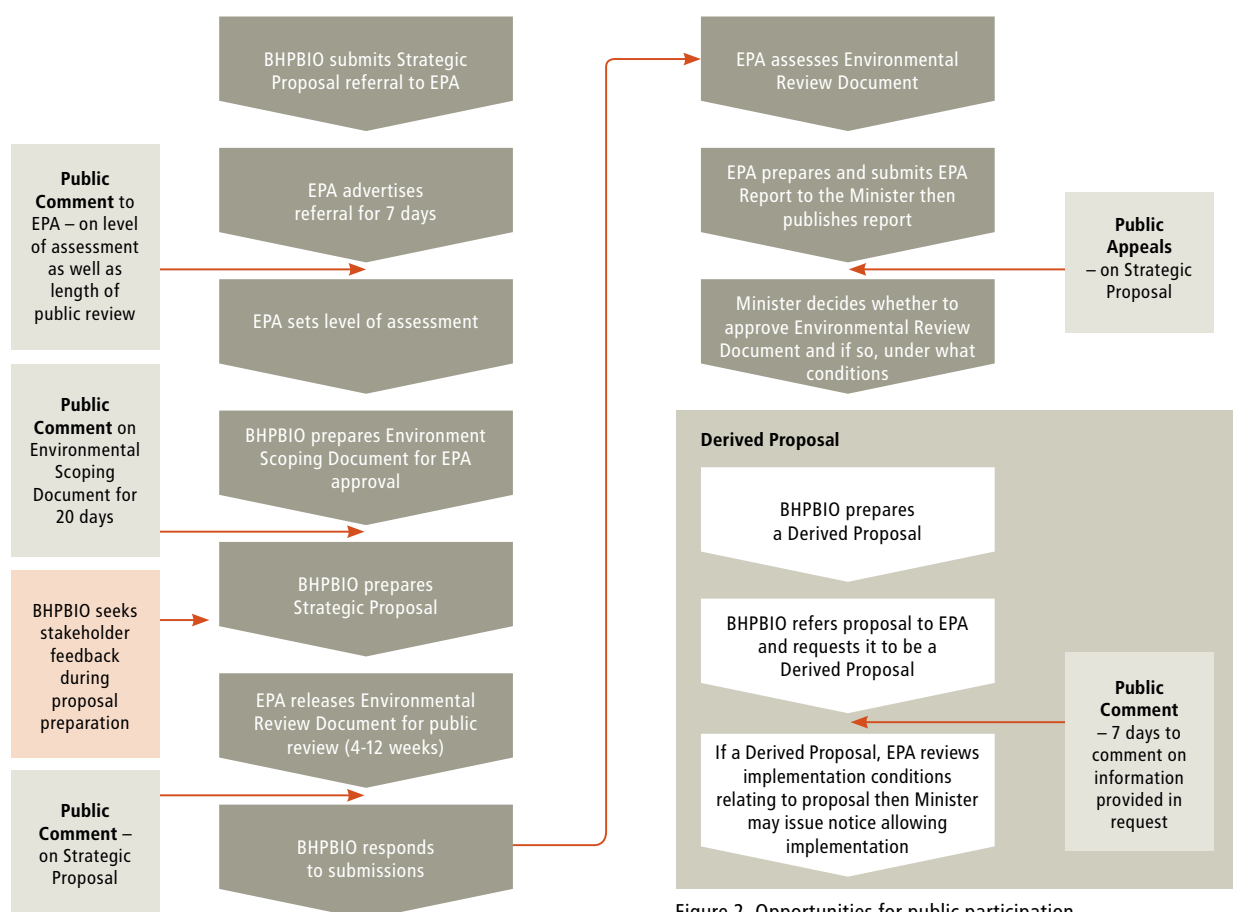 BHPBIO submits Strategic
Proposal referral to EPA
Public
Comment to
EPA – on level
of assessment
as well as
length of
public review
EPA advertises
referral for 7 days
EPA sets level of assessment
Public
Comment on
Environmental
Scoping
Document for
20 days
BHPBIO prepares Environment
Scoping Document for EPA
approval
BHPBIO seeks
stakeholder
feedback
during
proposal
preparation
BHPBIO prepares
Strategic Proposal
EPA releases Environmental
Review Document for public
review (4-12 weeks)
Public
Comment –
on Strategic
Proposal
BHPBIO responds
to submissions
EPA assesses Environmental
Review Document
EPA prepares and submits EPA
Report to the Minister then
publishes report
Public
Appeals
– on Strategic
Proposal
Minister decides whether to
approve Environmental Review
Document and if so, under what
conditions
Derived Proposal
BHPBIO prepares
a Derived Proposal
BHPBIO refers proposal to EPA
and requests it to be a
Derived Proposal
Public
Comment
– 7 days to
comment on
information
provided in
request
If a Derived Proposal, EPA reviews
implementation conditions
relating to proposal then Minister
may issue notice allowing
implementation
Figure 2. Opportunities for public participation